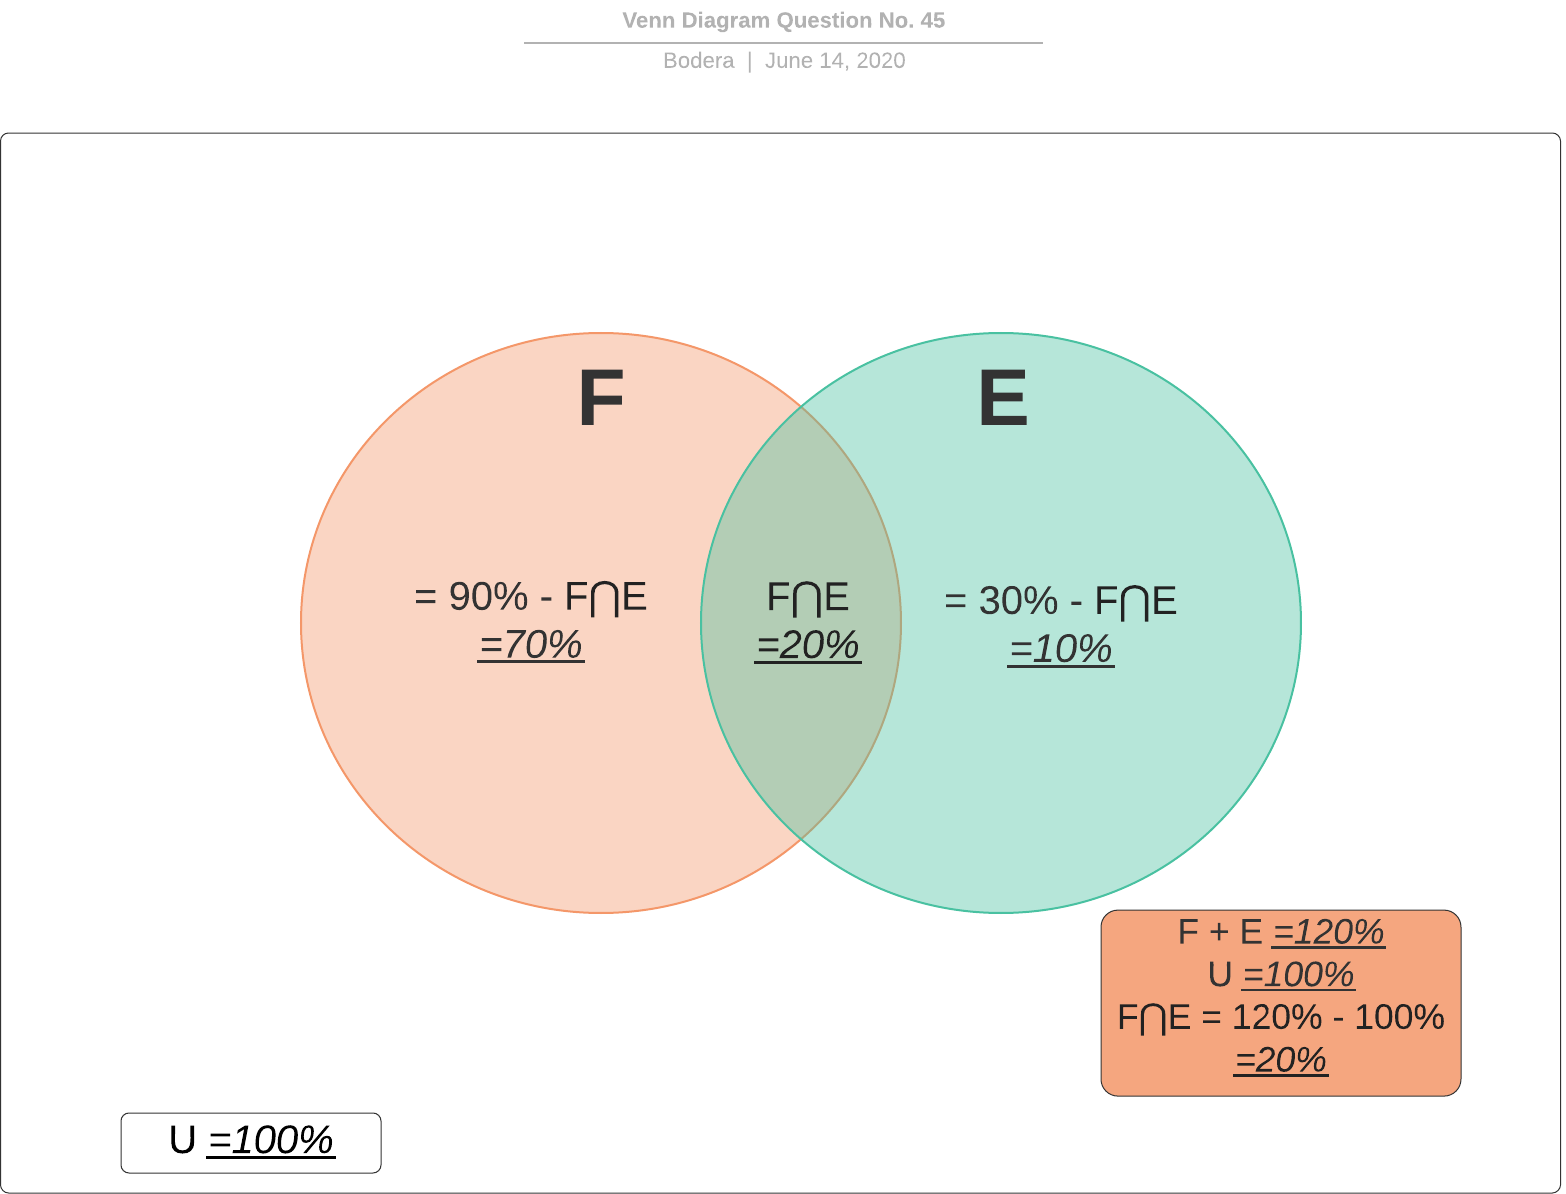 Venn Diagram Question No. 45
Bodera | June 14, 2020
F
E
= 90% - F⋂E
=70%
F⋂E
=20%
= 30% - F⋂E
=10%
F + E =120%
U =100%
F⋂E = 120% - 100%
=20%
U =100%